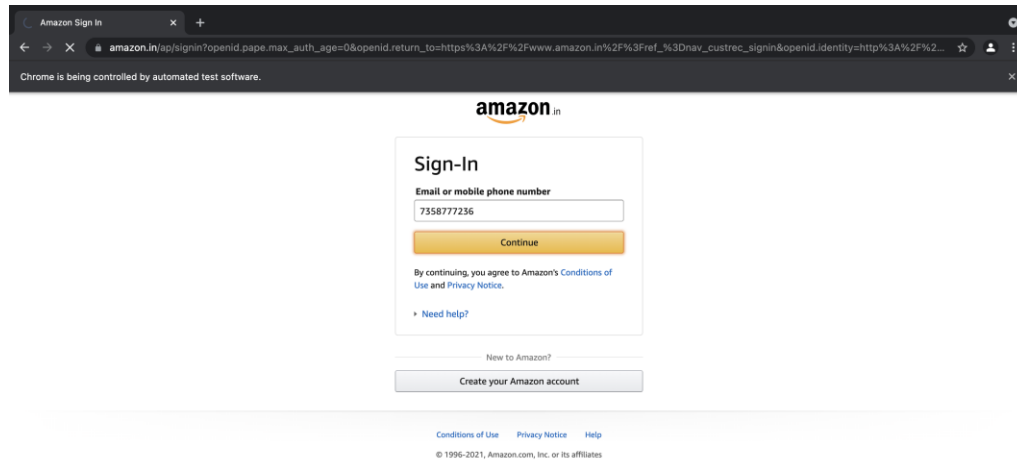 Amazon Sign In
amazon.in/ap/signin?openid.pape.max_auth_age=0&openid.return_to=https%3A%2F%2Fwww.amazon.in%2F%3Fref_%3Dnav_custrec_signin&openid.identity=http%3A%2F%2...
Chrome is being controlled by automated test software.
amazon.in
Sign-In
Email or mobile phone number
7358777236
Continue
By continuing, you agree to Amazon's Conditions of
Use and Privacy Notice.
Need help?
New to Amazon?
Create your Amazon account
Conditions of Use Privacy Notice Help
© 1996-2021, Amazon.com, Inc. or its affiliates